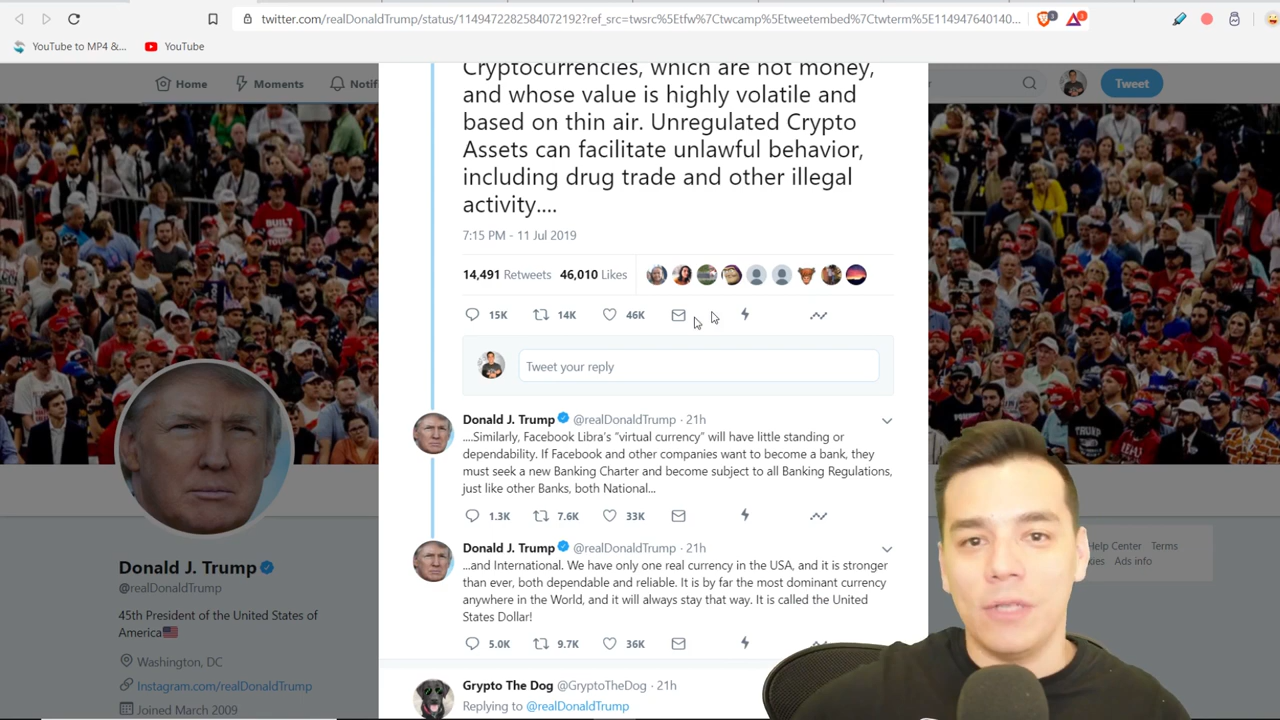 twitter.com/realDonaldTrump/status/1149472282584072192?ref_src=twsrc%5Etfw%7Ctwcamp%5Etweetembed%7Ctwterm%5E114947640140...
YouTube to MP4 &...
YouTube
Home
Moments
Notif
Tweet
Cryptocurrencies, which are not money,
and whose value is highly volatile and
based on thin air. Unregulated Crypto
Assets can facilitate unlawful behavior,
including drug trade and other illegal
activity....
7:15 PM - 11 Jul 2019
14,491 Retweets 46,010 Likes
15K 14K 46K
Tweet your reply
Donald J. Trump @realDonaldTrump · 21h
....Similarly, Facebook Libra's "virtual currency" will have little standing or
dependability. If Facebook and other companies want to become a bank, they
must seek a new Banking Charter and become subject to all Banking Regulations,
just like other Banks, both National...
1.3K 7.6K 33K
Donald J. Trump @realDonaldTrump · 21h
...and International. We have only one real currency in the USA, and it is stronger
than ever, both dependable and reliable. It is by far the most dominant currency
anywhere in the World, and it will always stay that way. It is called the United
States Dollar!
5.0K 9.7K 36K
Grypto The Dog @GryptoTheDog · 21h
Replying to @realDonaldTrump
Donald J. Trump
@realDonaldTrump
45th President of the United States of
America
Washington, DC
Instagram.com/realDonaldTrump
Joined March 2009
Help Center Terms
Ads info
BUILT